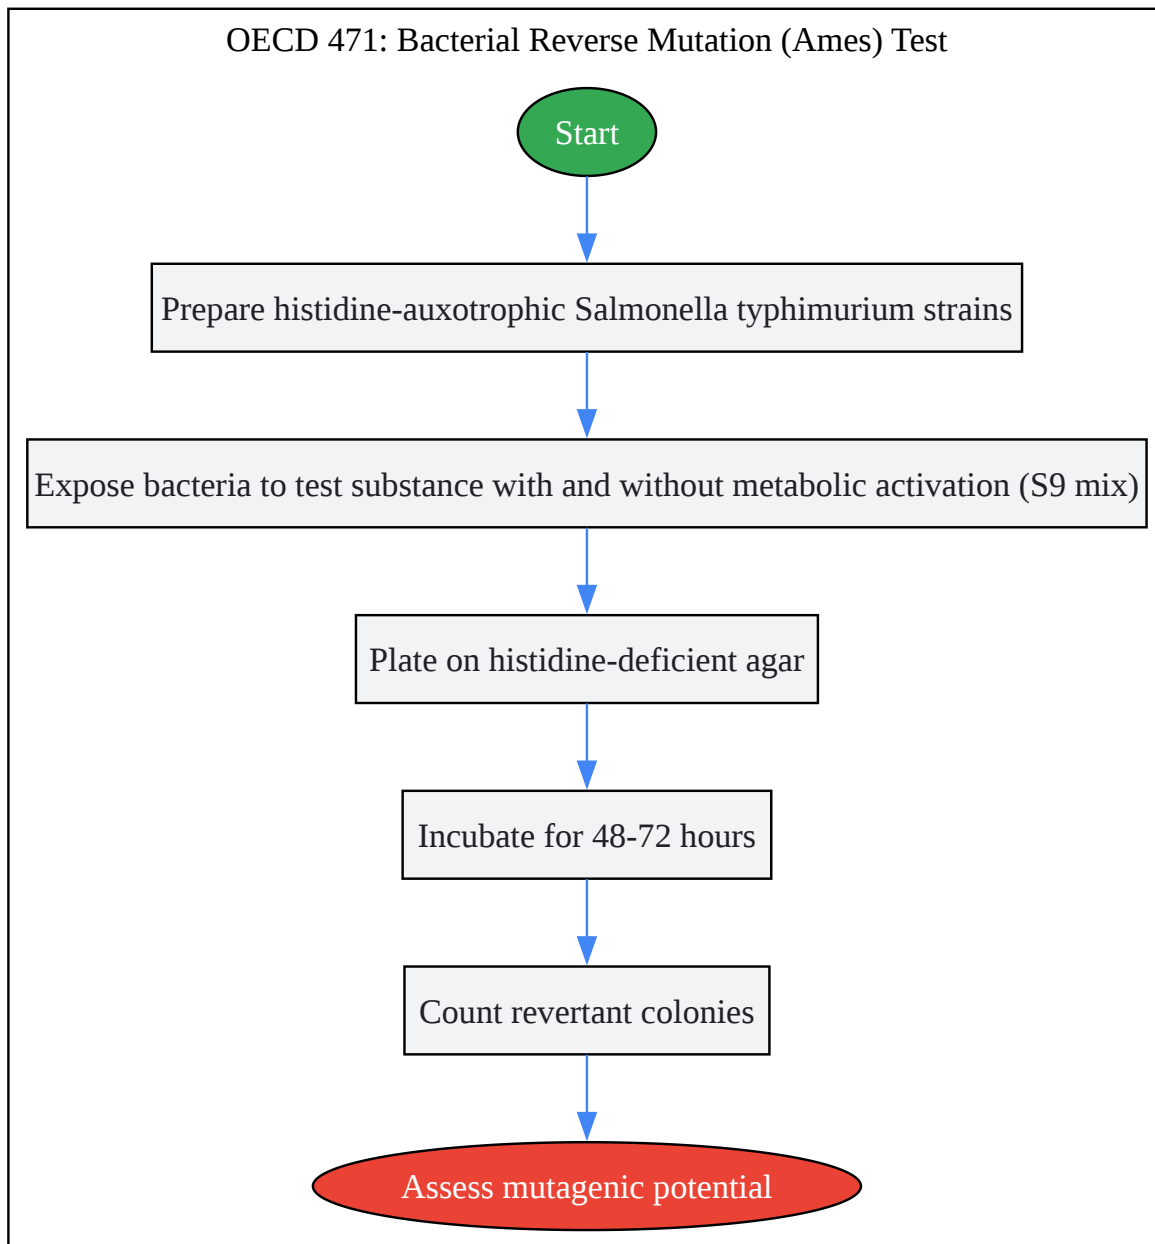 OECD 471: Bacterial Reverse Mutation (Ames) Test
Start
Prepare histidine-auxotrophic Salmonella typhimurium strains
Expose bacteria to test substance with and without metabolic activation (S9 mix)
Plate on histidine-deficient agar
Incubate for 48-72 hours
Count revertant colonies
Assess mutagenic potential